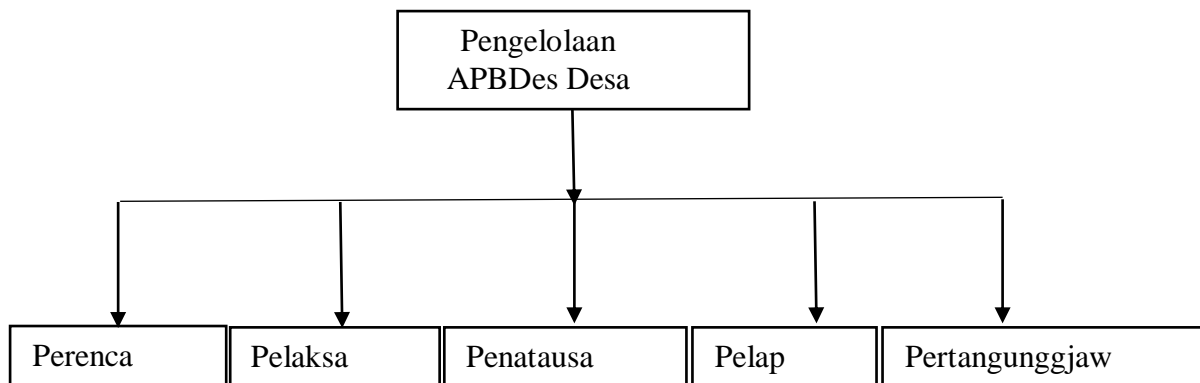 Pengelolaan
APBDes Desa
Perenca
Pelaksa
Penatausa
Pelap
Pertangunggjaw